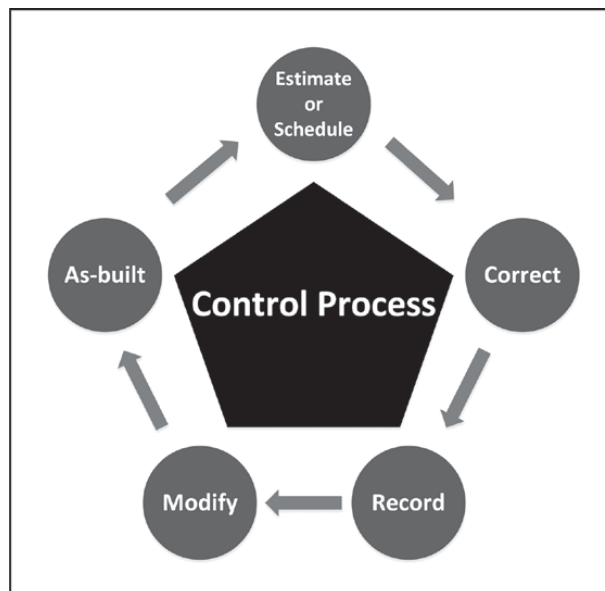 Estimate
or
Schedule
As-built
Correct
Control Process
Modify
Record